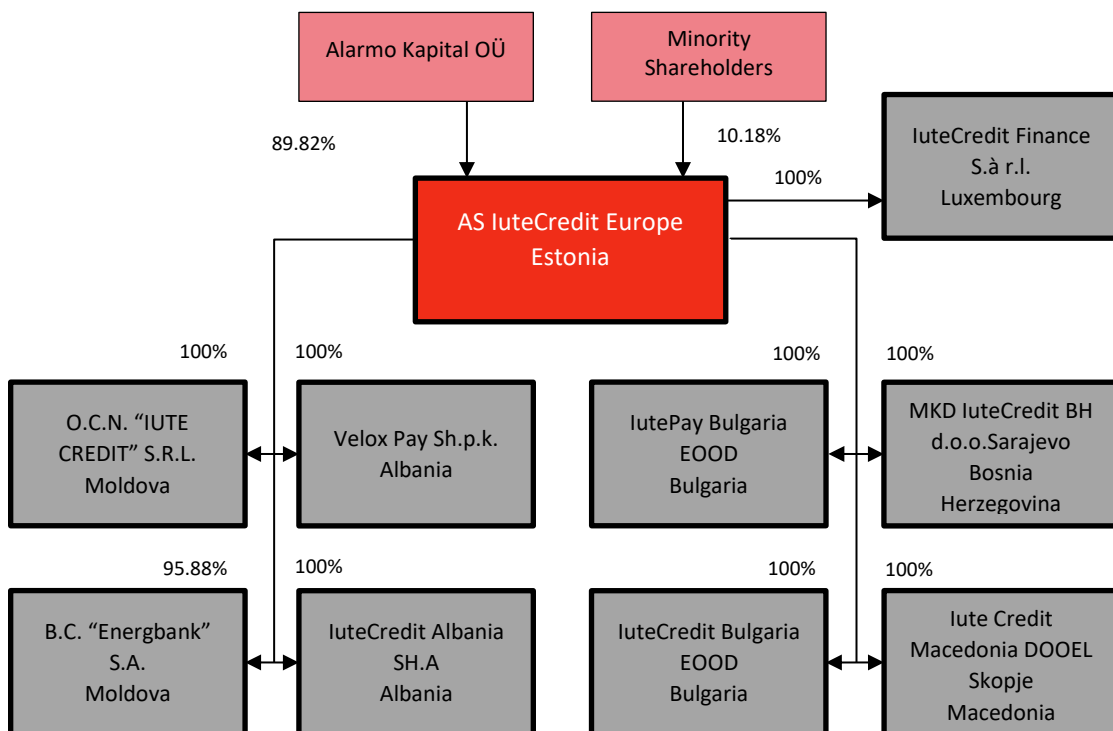 Alarmo Kapital OÜ
Minority
Shareholders
89.82%
10.18%
100%
IuteCredit Finance
S.à r.l.
Luxembourg
AS IuteCredit Europe
Estonia
100%
100%
100%
100%
O.C.N. “IUTE
CREDIT” S.R.L.
Moldova
Velox Pay Sh.p.k.
Albania
IutePay Bulgaria
EOOD
Bulgaria
MKD IuteCredit BH
d.o.o.Sarajevo
Bosnia
Herzegovina
95.88%
100%
100%
100%
B.C. “Energbank”
S.A.
Moldova
IuteCredit Albania
SH.A
Albania
IuteCredit Bulgaria
EOOD
Bulgaria
Iute Credit
Macedonia DOOEL
Skopje
Macedonia